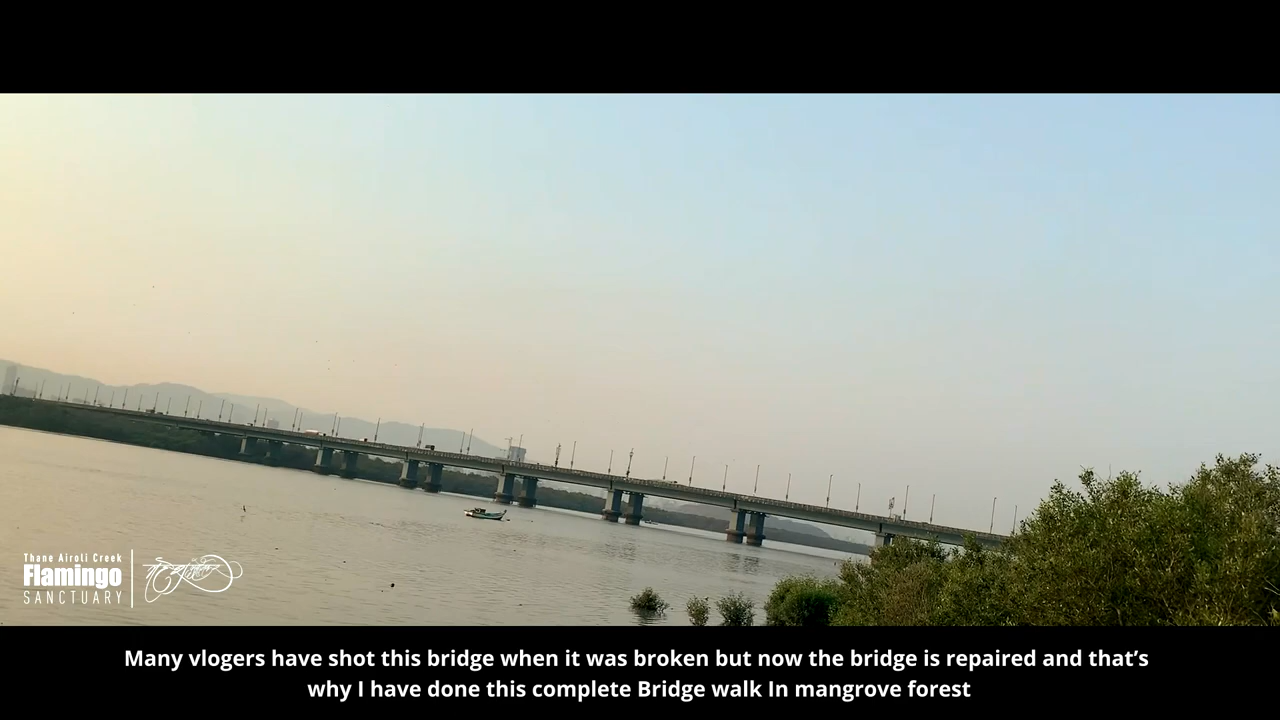 Thane Airoli Creek
Flamingo
SANCTUARY
Many vlogers have shot this bridge when it was broken but now the bridge is repaired and that’s
why I have done this complete Bridge walk In mangrove forest